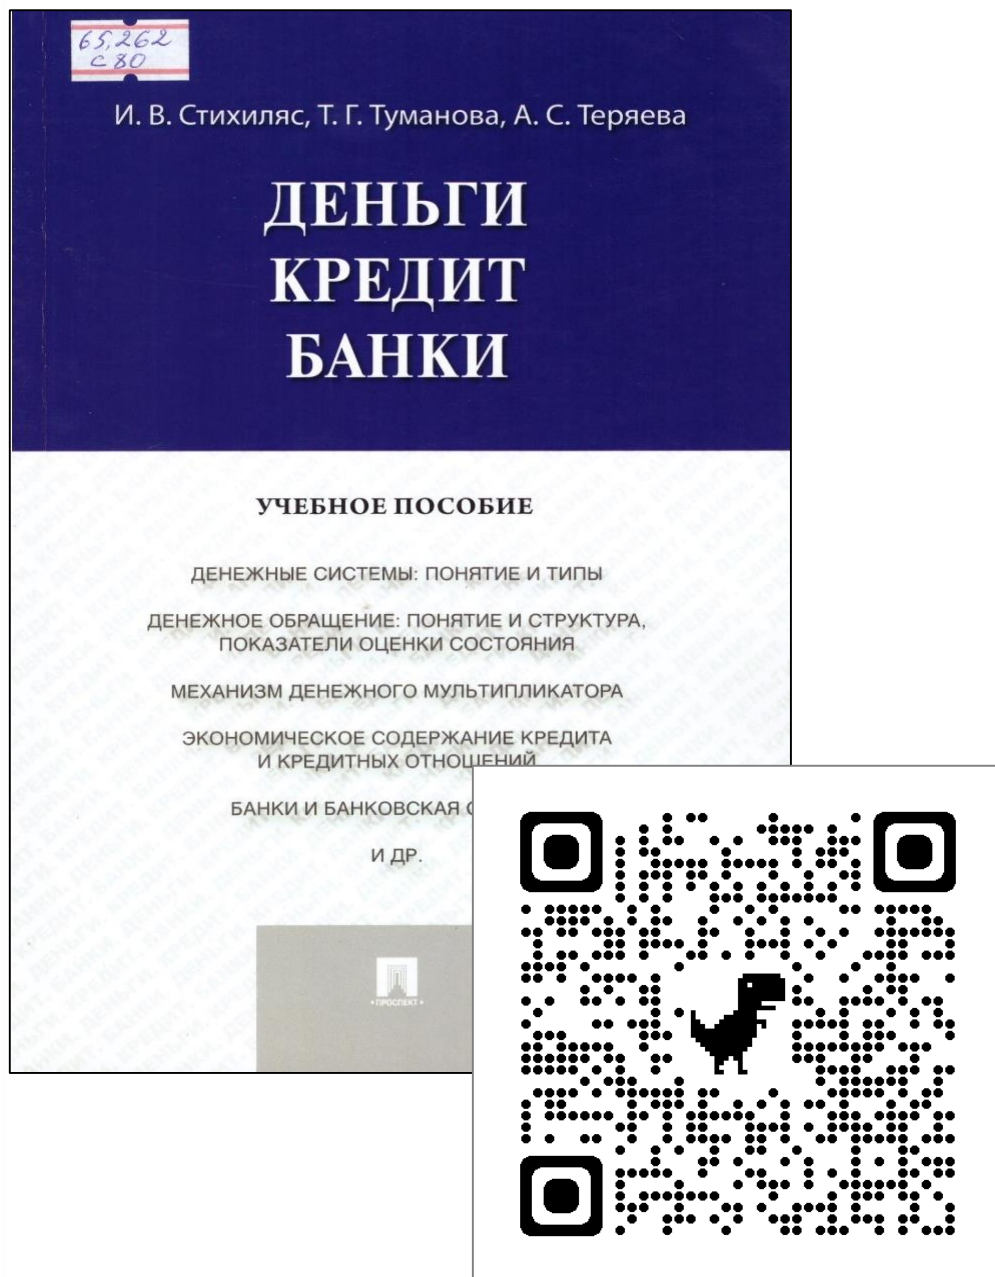 65.262
с 80
И. В. Стихиляс, Т. Г. Туманова, А. С. Теряева
ДЕНЬГИ
КРЕДИТ
БАНКИ
УЧЕБНОЕ ПОСОБИЕ
ДЕНЕЖНЫЕ СИСТЕМЫ: ПОНЯТИЕ И ТИПЫ
ДЕНЕЖНОЕ ОБРАЩЕНИЕ: ПОНЯТИЕ И СТРУКТУРА,
ПОКАЗАТЕЛИ ОЦЕНКИ СОСТОЯНИЯ
МЕХАНИЗМ ДЕНЕЖНОГО МУЛЬТИПЛИКАТОРА
ЭКОНОМИЧЕСКОЕ СОДЕРЖАНИЕ КРЕДИТА
И КРЕДИТНЫХ ОТНОШЕНИЙ
БАНКИ И БАНКОВСКАЯ С
И ДР.
• ПРОСПЕКТ •